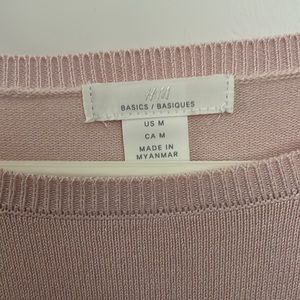 H&M
BASICS / BASIQUES
US M
CA M
MADE IN
MYANMAR